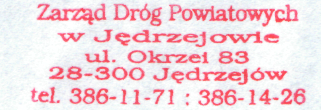 Zarząd Dróg Powiatowych
w Jędrzejowie
ul. Okrzei 83
28-300 Jędrzejów
tel. 386-11-71 ; 386-14-26